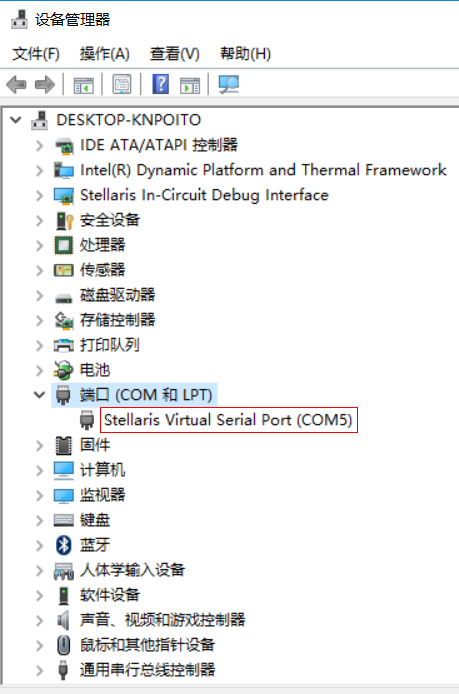 设备管理器
文件(F) 操作(A) 查看(V) 帮助(H)
DESKTOP-KNPOITO
IDE ATA/ATAPI 控制器
Intel(R) Dynamic Platform and Thermal Framework
Stellaris In-Circuit Debug Interface
安全设备
处理器
传感器
磁盘驱动器
存储控制器
打印队列
电池
端口 (COM 和 LPT)
Stellaris Virtual Serial Port (COM5)
固件
计算机
监视器
键盘
蓝牙
人体学输入设备
软件设备
声音、视频和游戏控制器
鼠标和其他指针设备
通用串行总线控制器